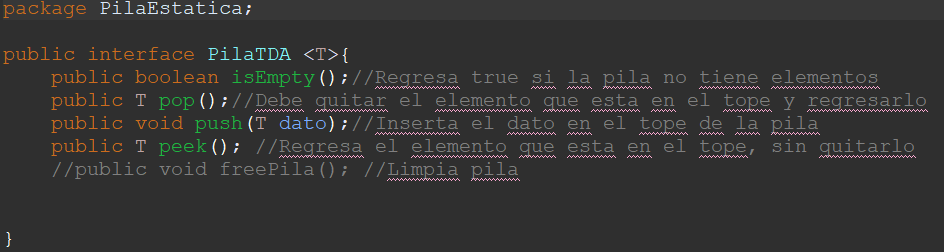 package PilaEstatica;
public interface PilaTDA <T>{
public boolean isEmpty();//Regresa true si la pila no tiene elementos
public T pop();//Debe quitar el elemento que esta en el tope y regresarlo
public void push(T dato);//Inserta el dato en el tope de la pila
public T peek(); //Regresa el elemento que esta en el tope, sin quitarlo
//public void freePila(); //Limpia pila
}